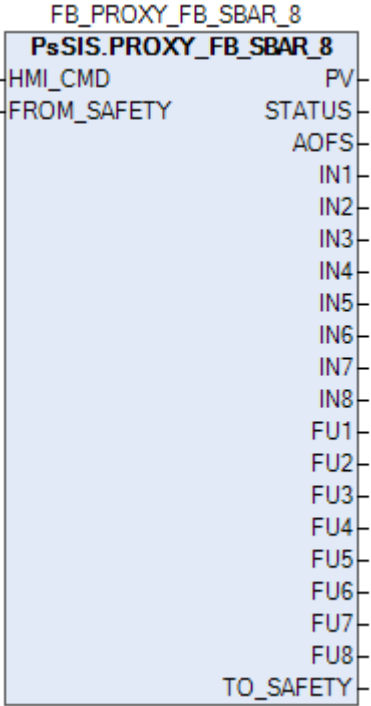 FB_PROXY_FB_SBAR_8
PsSIS.PROXY_FB_SBAR_8
HMI_CMD PV
FROM_SAFETY STATUS
AOFS
IN1
IN2
IN3
IN4
IN5
IN6
IN7
IN8
FU1
FU2
FU3
FU4
FU5
FU6
FU7
FU8
TO_SAFETY